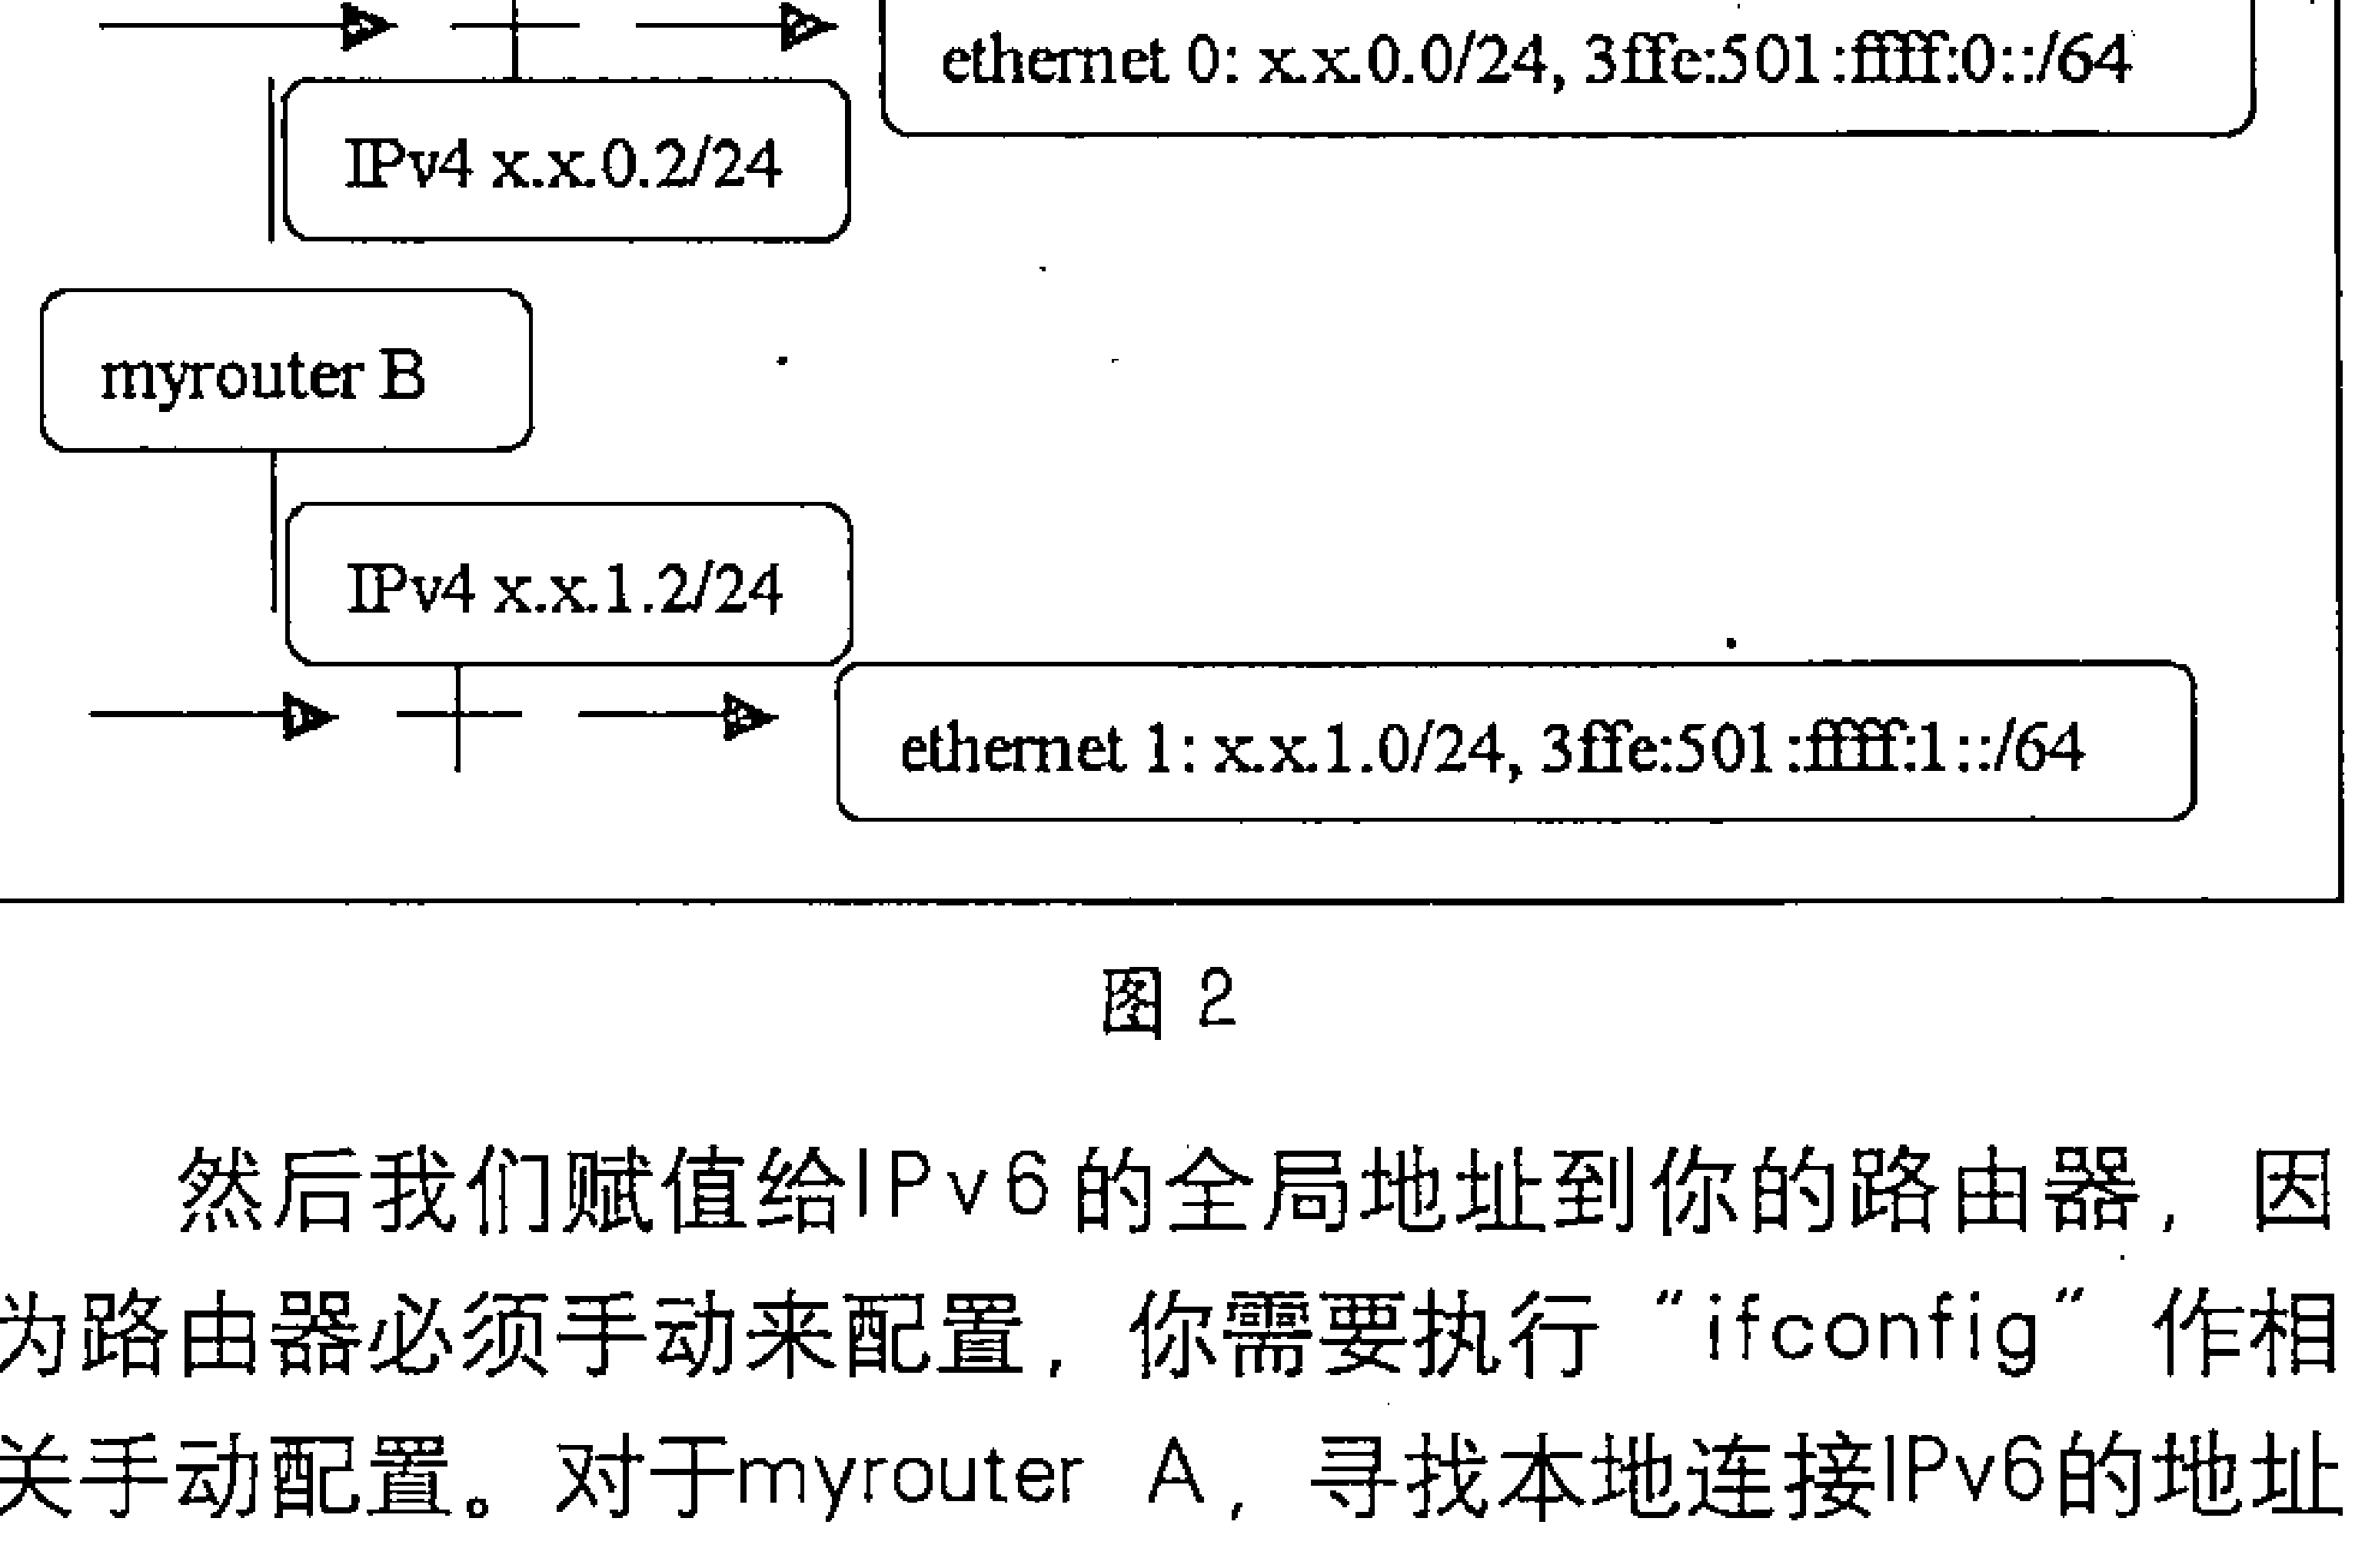 ethernet 0: x.x.0.0/24, 3ffe:501:ffff:0::/64
IPv4 x.x.0.2/24
myrouter B
IPv4 x.x.1.2/24
ethernet 1: x.x.1.0/24, 3ffe:501:ffff:1::/64
图 2
然后我们赋值给IPv6的全局地址到你的路由器，因
为路由器必须手动来配置，你需要执行“ifconfig”作相
关手动配置。对于myrouter A，寻找本地连接IPv6的地址